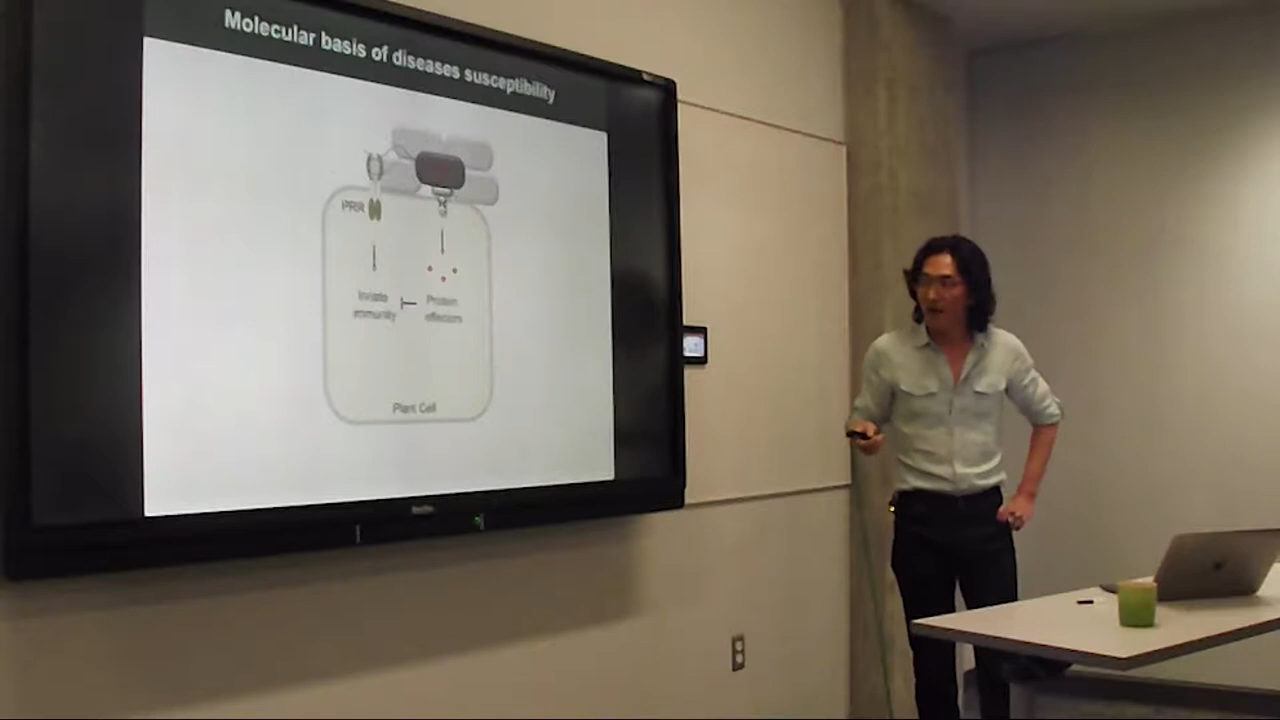 Molecular basis of diseases susceptibility
PRR
Innate
immunity
Protein
effectors
Plant Cell